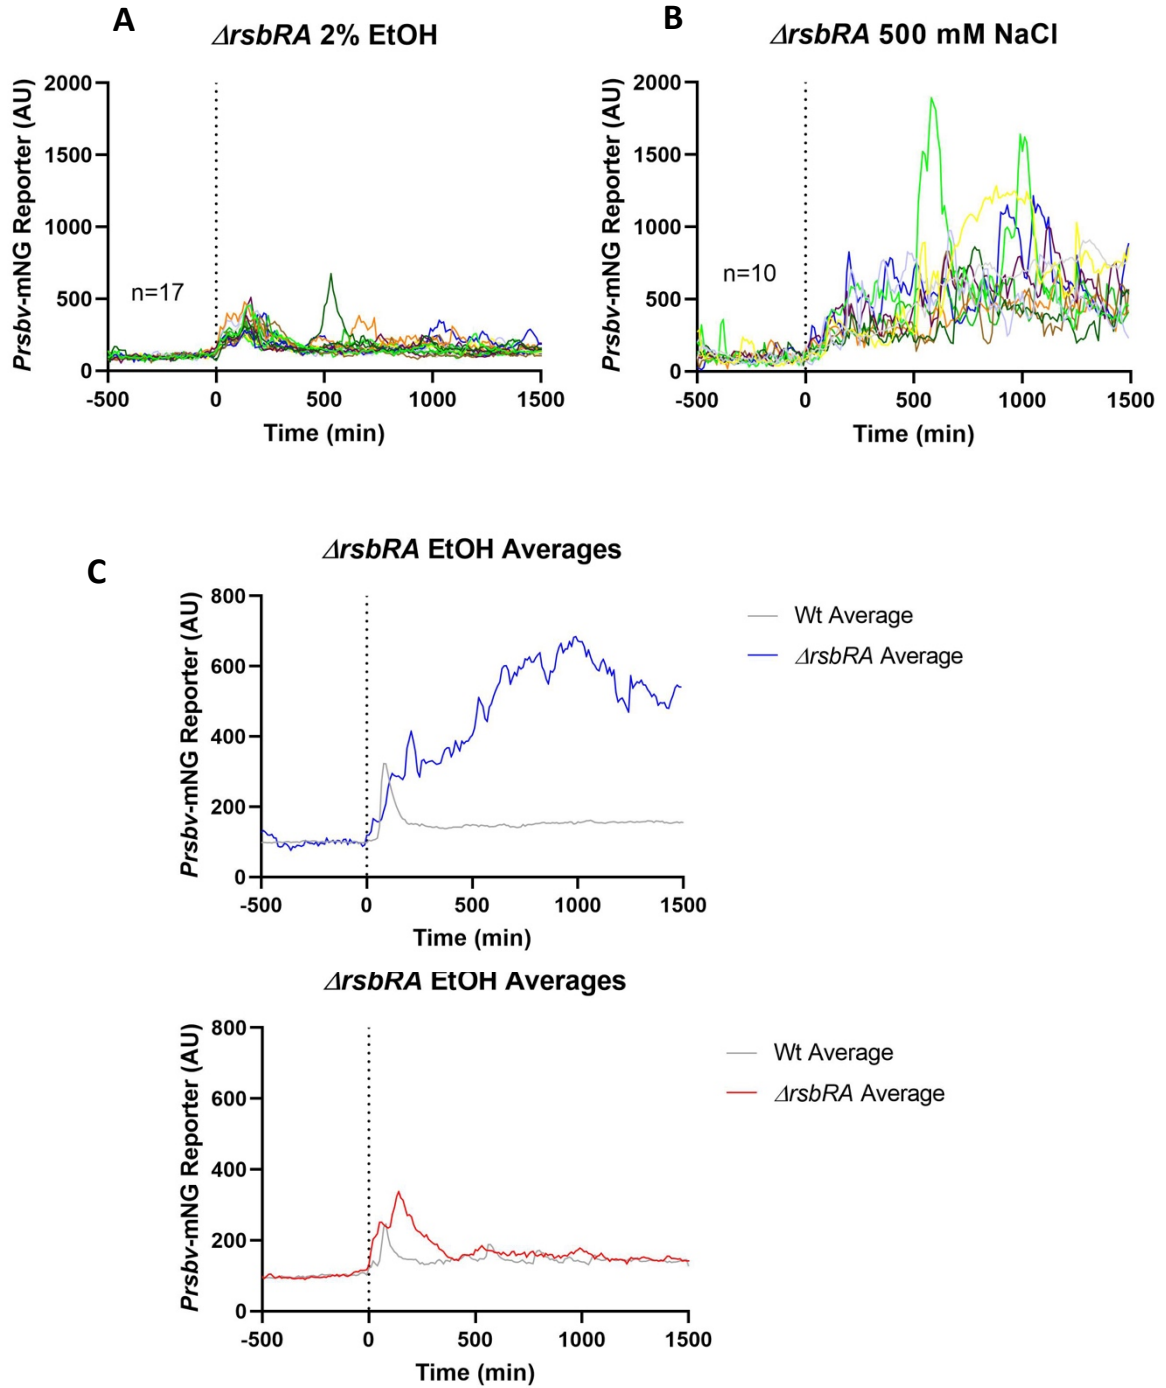 A
ΔrsbRA 2% EtOH
Prsbv-mNG Reporter (AU)
2000
1500
1000
500
0
n=17
-500 0 500 1000 1500
Time (min)
B
ΔrsbRA 500 mM NaCl
Prsbv-mNG Reporter (AU)
2000
1500
1000
500
0
n=10
-500 0 500 1000 1500
Time (min)
C
ΔrsbRA EtOH Averages
Prsbv-mNG Reporter (AU)
800
600
400
200
0
-500 0 500 1000 1500
Time (min)
Wt Average
ΔrsbRA Average
ΔrsbRA EtOH Averages
Prsbv-mNG Reporter (AU)
800
600
400
200
0
-500 0 500 1000 1500
Time (min)
Wt Average
ΔrsbRA Average